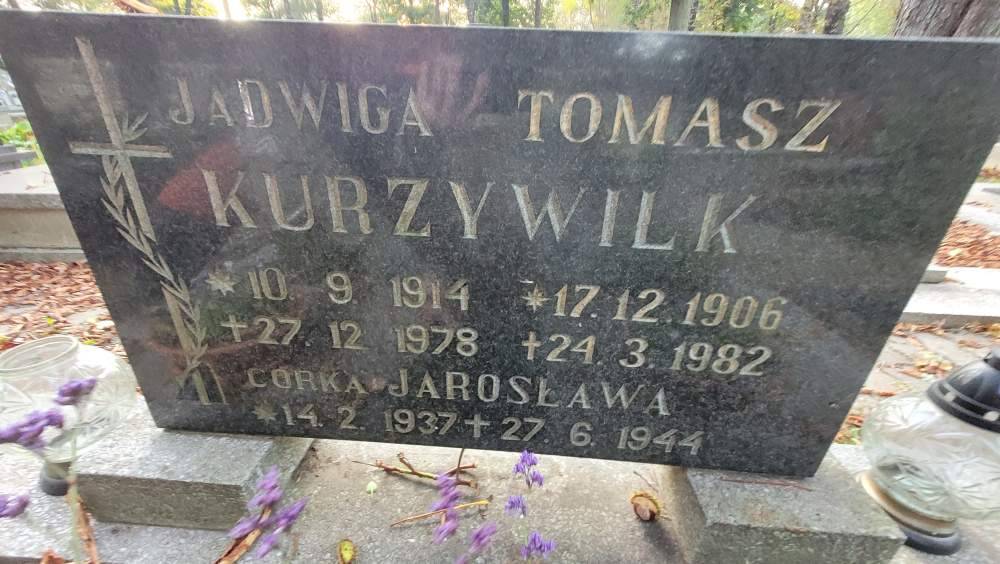 JADWIGA TOMASZ
KURZYWILK
* 10. 9. 1914 * 17. 12. 1906
+ 27. 12. 1978 + 24. 3. 1982
CÓRKA JAROSŁAWA
* 14. 2. 1937 + 27. 6. 1944